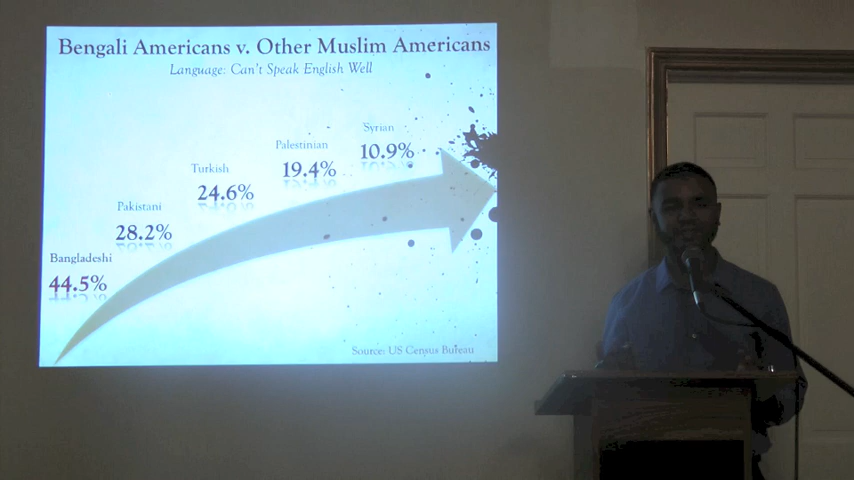 Bengali Americans v. Other Muslim Americans
Language: Can't Speak English Well
Syrian
10.9%
Palestinian
19.4%
Turkish
24.6%
Pakistani
28.2%
Bangladeshi
44.5%
Source: US Census Bureau